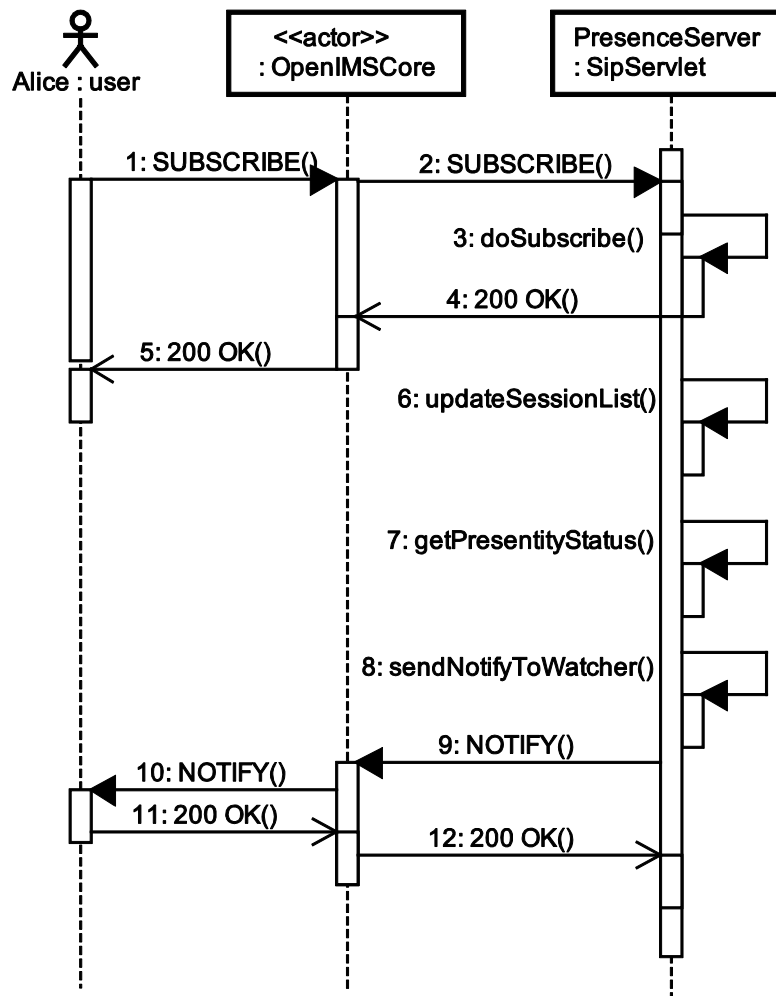 Alice : user
<<actor>>
: OpenIMSCore
PresenceServer
: SipServlet
1: SUBSCRIBE()
2: SUBSCRIBE()
3: doSubscribe()
4: 200 OK()
5: 200 OK()
6: updateSessionList()
7: getPresentityStatus()
8: sendNotifyToWatcher()
9: NOTIFY()
10: NOTIFY()
11: 200 OK()
12: 200 OK()